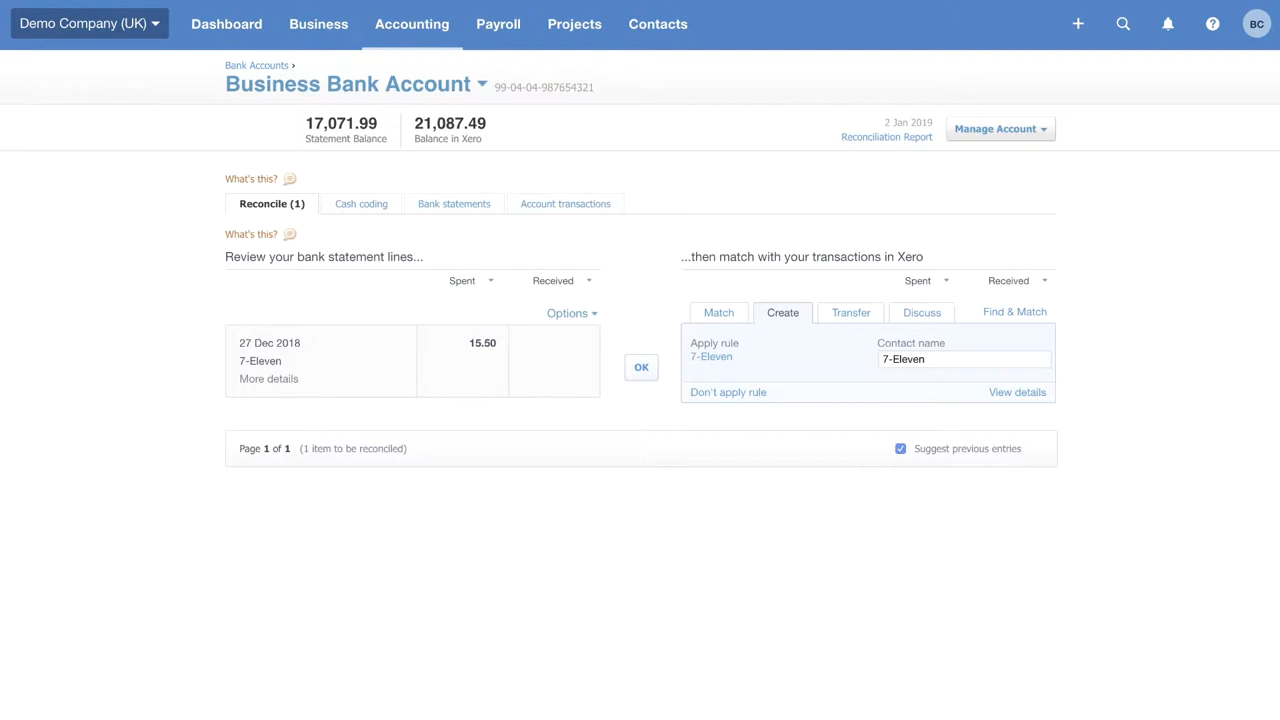 Demo Company (UK)
Dashboard
Business
Accounting
Payroll
Projects
Contacts
BC
Bank Accounts ›
Business Bank Account
99-04-04-987654321
17,071.99
Statement Balance
21,087.49
Balance in Xero
2 Jan 2019
Reconciliation Report
Manage Account
What's this?
Reconcile (1)
Cash coding
Bank statements
Account transactions
What's this?
Review your bank statement lines...
...then match with your transactions in Xero
Spent
Received
Spent
Received
Options
Match
Create
Transfer
Discuss
Find & Match
27 Dec 2018
7-Eleven
More details
15.50
OK
Apply rule
7-Eleven
Contact name
7-Eleven
Don't apply rule
View details
Page 1 of 1 (1 item to be reconciled)
Suggest previous entries